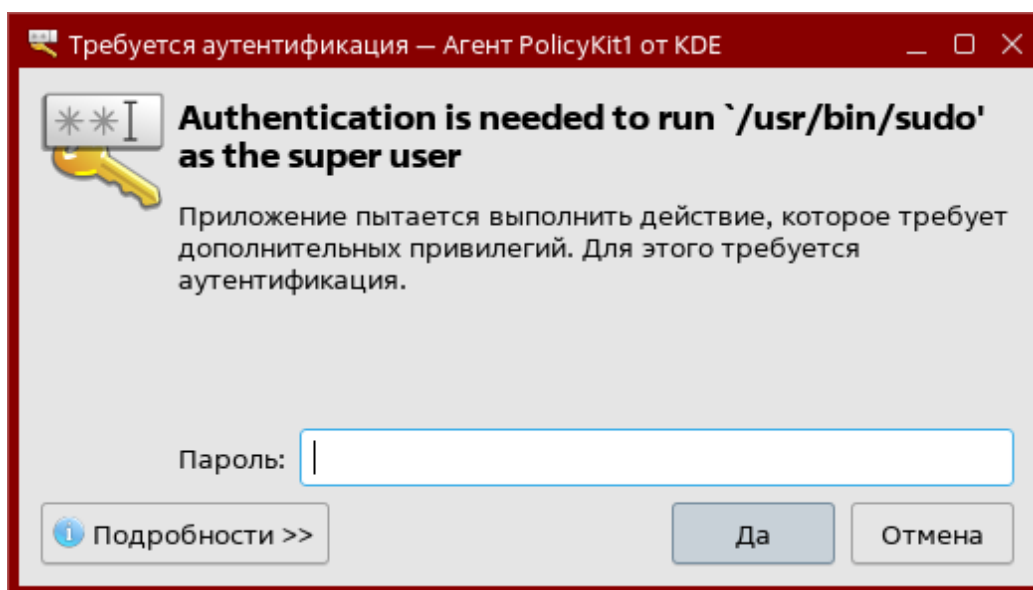 Требуется аутентификация — Агент PolicyKit1 от KDE
Authentication is needed to run `/usr/bin/sudo'
as the super user
Приложение пытается выполнить действие, которое требует
дополнительных привилегий. Для этого требуется
аутентификация.
Пароль:
Подробности >>
Да
Отмена